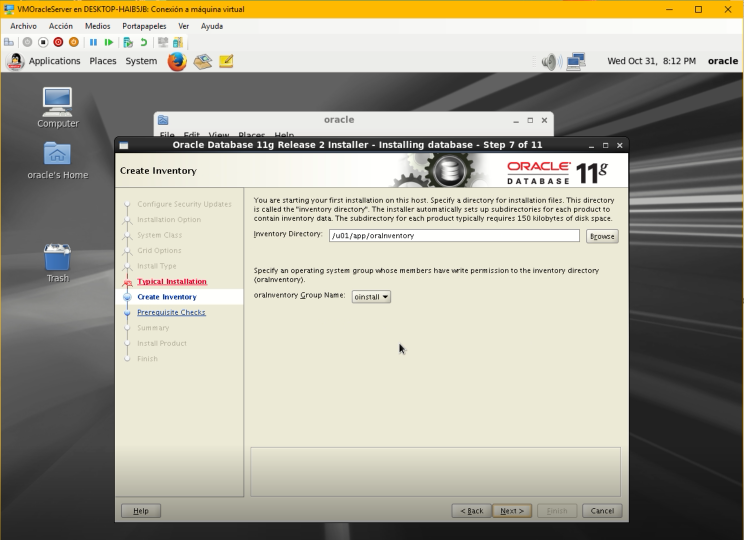 VMOracleServer en DESKTOP-HAIB5JB: Conexión a máquina virtual
Archivo Acción Medios Portapapeles Ver Ayuda
Applications Places System Wed Oct 31, 8:12 PM oracle
Computer
oracle's Home
Trash
oracle
File Edit View Places Help
Oracle Database 11g Release 2 Installer - Installing database - Step 7 of 11
Create Inventory
ORACLE 11g
DATABASE
Configure Security Updates
Installation Option
System Class
Grid Options
Install Type
Typical Installation
Create Inventory
Prerequisite Checks
Summary
Install Product
Finish
You are starting your first installation on this host. Specify a directory for installation files. This directory
is called the "inventory directory". The installer automatically sets up subdirectories for each product to
contain inventory data. The subdirectory for each product typically requires 150 kilobytes of disk space.
Inventory Directory: /u01/app/oraInventory Browse
Specify an operating system group whose members have write permission to the inventory directory
(oraInventory).
oraInventory Group Name: oinstall
Help < Back Next > Finish Cancel